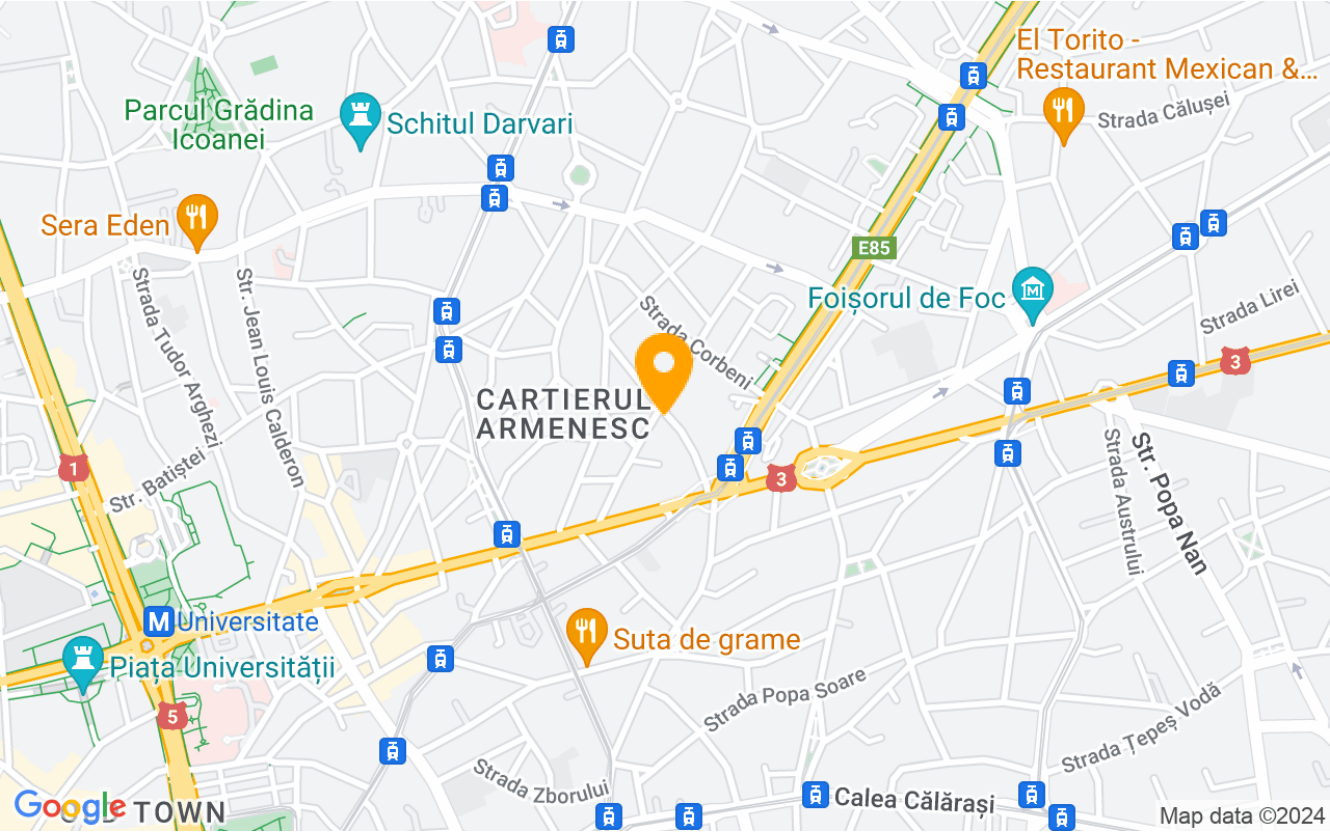 El Torito -
Restaurant Mexican &...
Parcul Grădina
Icoanei
Schitul Darvari
Strada Călușei
Sera Eden
E85
Foișorul de Foc
Strada Tudor Arghezi
Str. Jean Louis Calderon
Strada Corbeni
Strada Lirei
3
CARTIERUL
ARMENESC
1
Str. Batiștei
3
Strada Austrului
Str. Popa Nan
M Universitate
Suta de grame
Piața Universității
Strada Popa Soare
5
Strada Țepeș Vodă
Strada Zborului
Calea Călărași
Google
TOWN
Map data ©2024